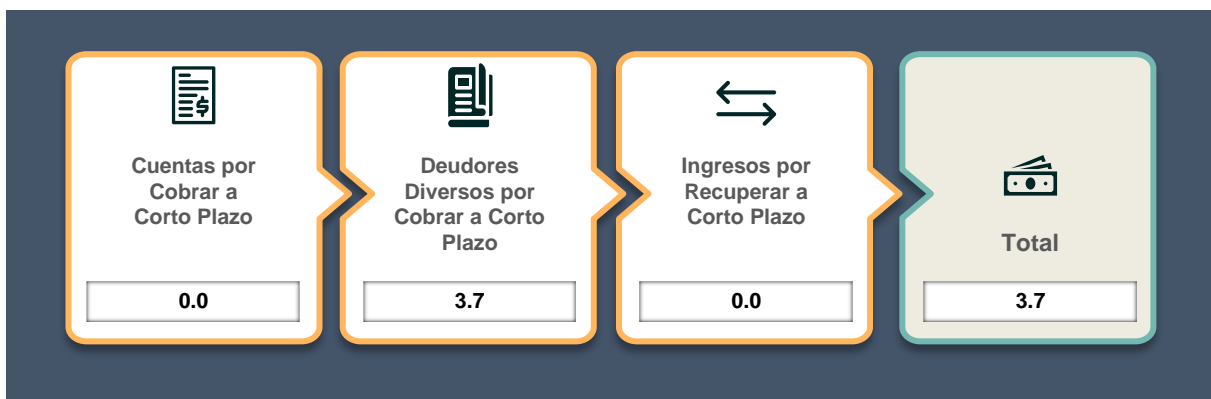 Cuentas por
Cobrar a
Corto Plazo
0.0
Deudores
Diversos por
Cobrar a Corto
Plazo
3.7
Ingresos por
Recuperar a
Corto Plazo
0.0
Total
3.7